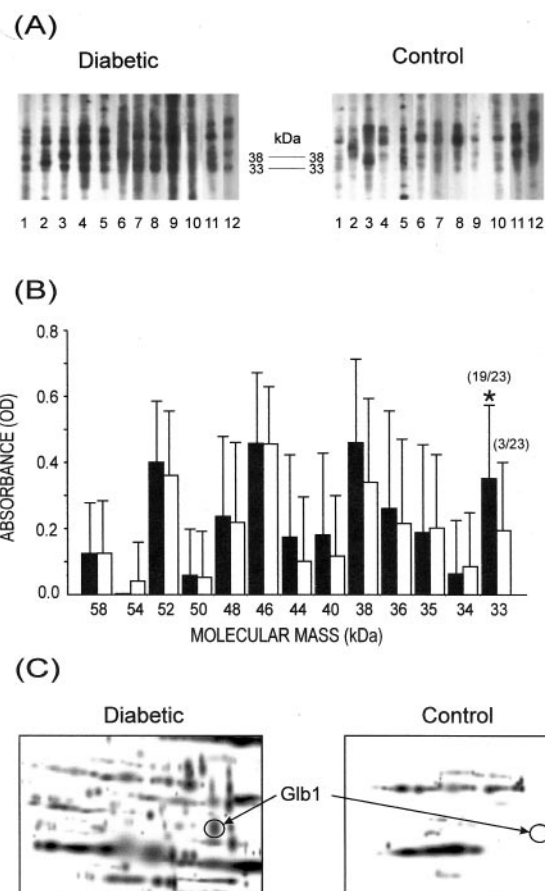 (A)
Diabetic Control
kDa
38 38
33 33
1 2 3 4 5 6 7 8 9 10 11 12 1 2 3 4 5 6 7 8 9 10 11 12
(B)
ABSORBANCE (OD)
0.8
0.6
0.4
0.2
0.0
(19/23)
*
(3/23)
58 54 52 50 48 46 44 40 38 36 35 34 33
MOLECULAR MASS (kDa)
(C)
Diabetic Control
Glb1